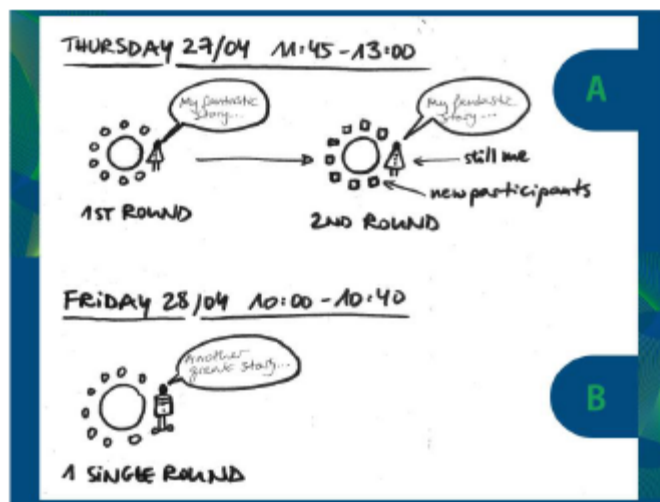 THURSDAY 27/04 11:45-13:00
A
My fantastic
story...
My fantastic
story...
still me
new participants
1ST ROUND
2ND ROUND
FRIDAY 28/04 10:00-10:40
Another
great story...
B
1 SINGLE ROUND